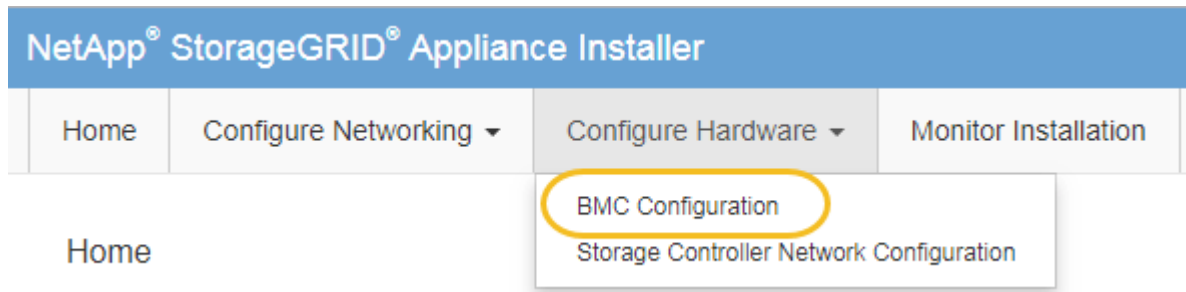 NetApp® StorageGRID® Appliance Installer
Home Configure Networking Configure Hardware Monitor Installation
BMC Configuration
Home
Storage Controller Network Configuration